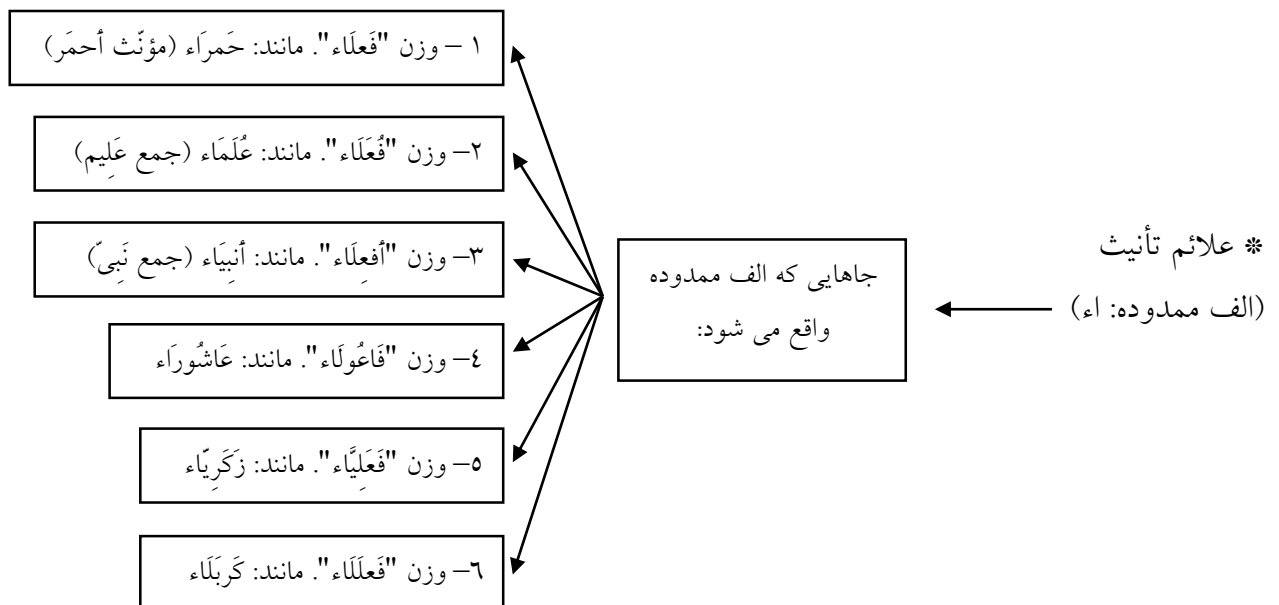 * علائم تأنیث
(الف ممدوده: اء)
جاهایی که الف ممدوده
واقع می شود:
١ – وزن "فَعلَاء". مانند: حَمرَاء (مؤنّث أحمَر)
٢– وزن "فُعَلَاء". مانند: عُلَمَاء (جمع عَلِیم)
٣– وزن "أفعِلَاء". مانند: أنبِیَاء (جمع نَبِیّ)
٤– وزن "فَاعُولَاء". مانند: عَاشُورَاء
٥– وزن "فَعَلِیَّاء". مانند: زَکَرِیّاء
٦– وزن "فَعلَلَاء". مانند: کَربَلَاء